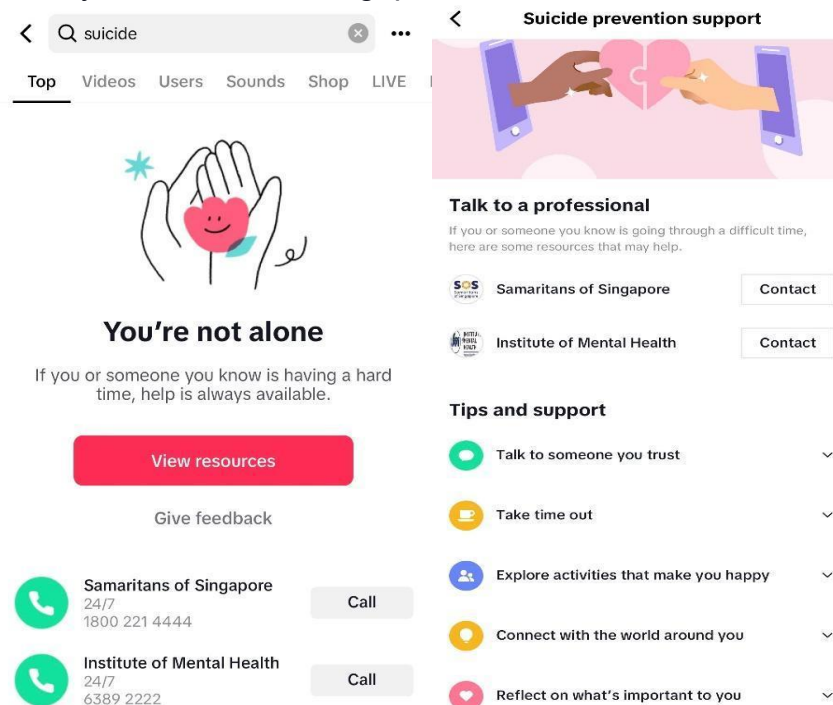 suicide
Top Videos Users Sounds Shop LIVE
You're not alone
If you or someone you know is having a hard
time, help is always available.
View resources
Give feedback
Samaritans of Singapore
24/7
1800 221 4444
Call
Institute of Mental Health
24/7
6389 2222
Call
Suicide prevention support
Talk to a professional
If you or someone you know is going through a difficult time,
here are some resources that may help.
SOS
Samaritans of Singapore
Contact
Institute of Mental Health
Contact
Tips and support
Talk to someone you trust
Take time out
Explore activities that make you happy
Connect with the world around you
Reflect on what's important to you